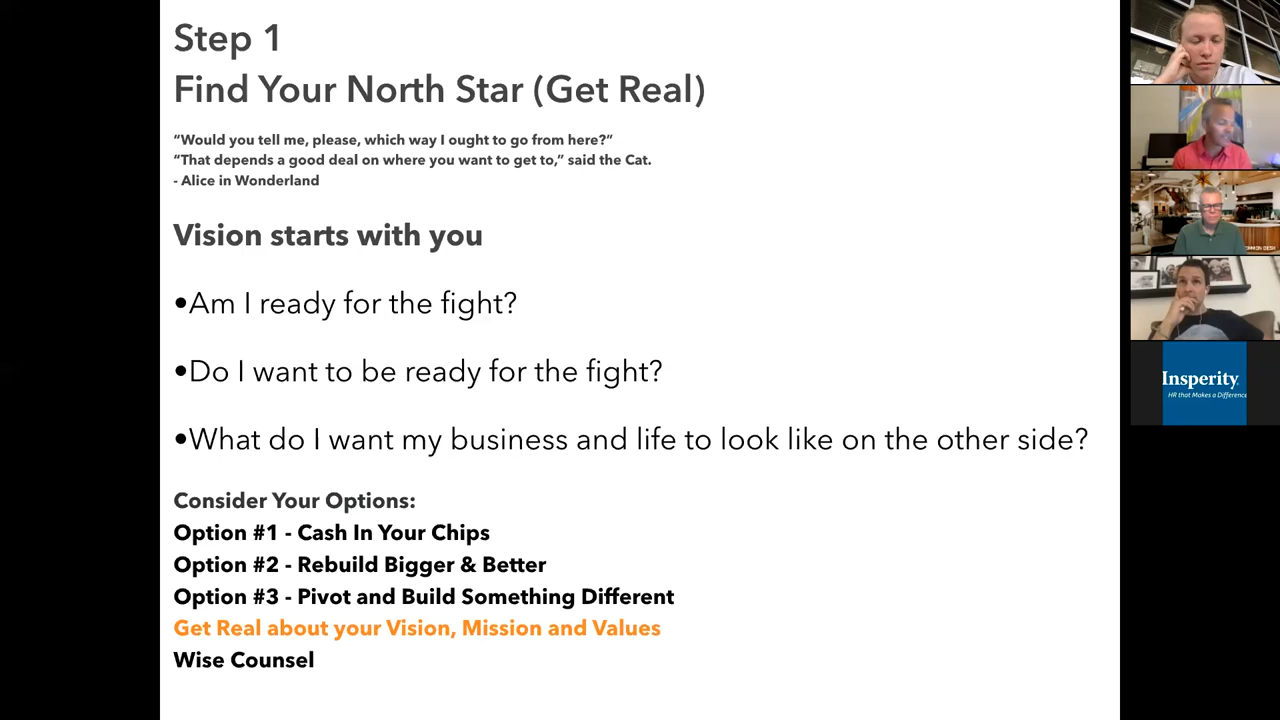 Step 1
Find Your North Star (Get Real)
“Would you tell me, please, which way I ought to go from here?”
“That depends a good deal on where you want to get to,” said the Cat.
- Alice in Wonderland
Vision starts with you
•Am I ready for the fight?
•Do I want to be ready for the fight?
•What do I want my business and life to look like on the other side?
Consider Your Options:
Option #1 - Cash In Your Chips
Option #2 - Rebuild Bigger & Better
Option #3 - Pivot and Build Something Different
Get Real about your Vision, Mission and Values
Wise Counsel
COMMON DESK
Insperity.
HR that Makes a Difference